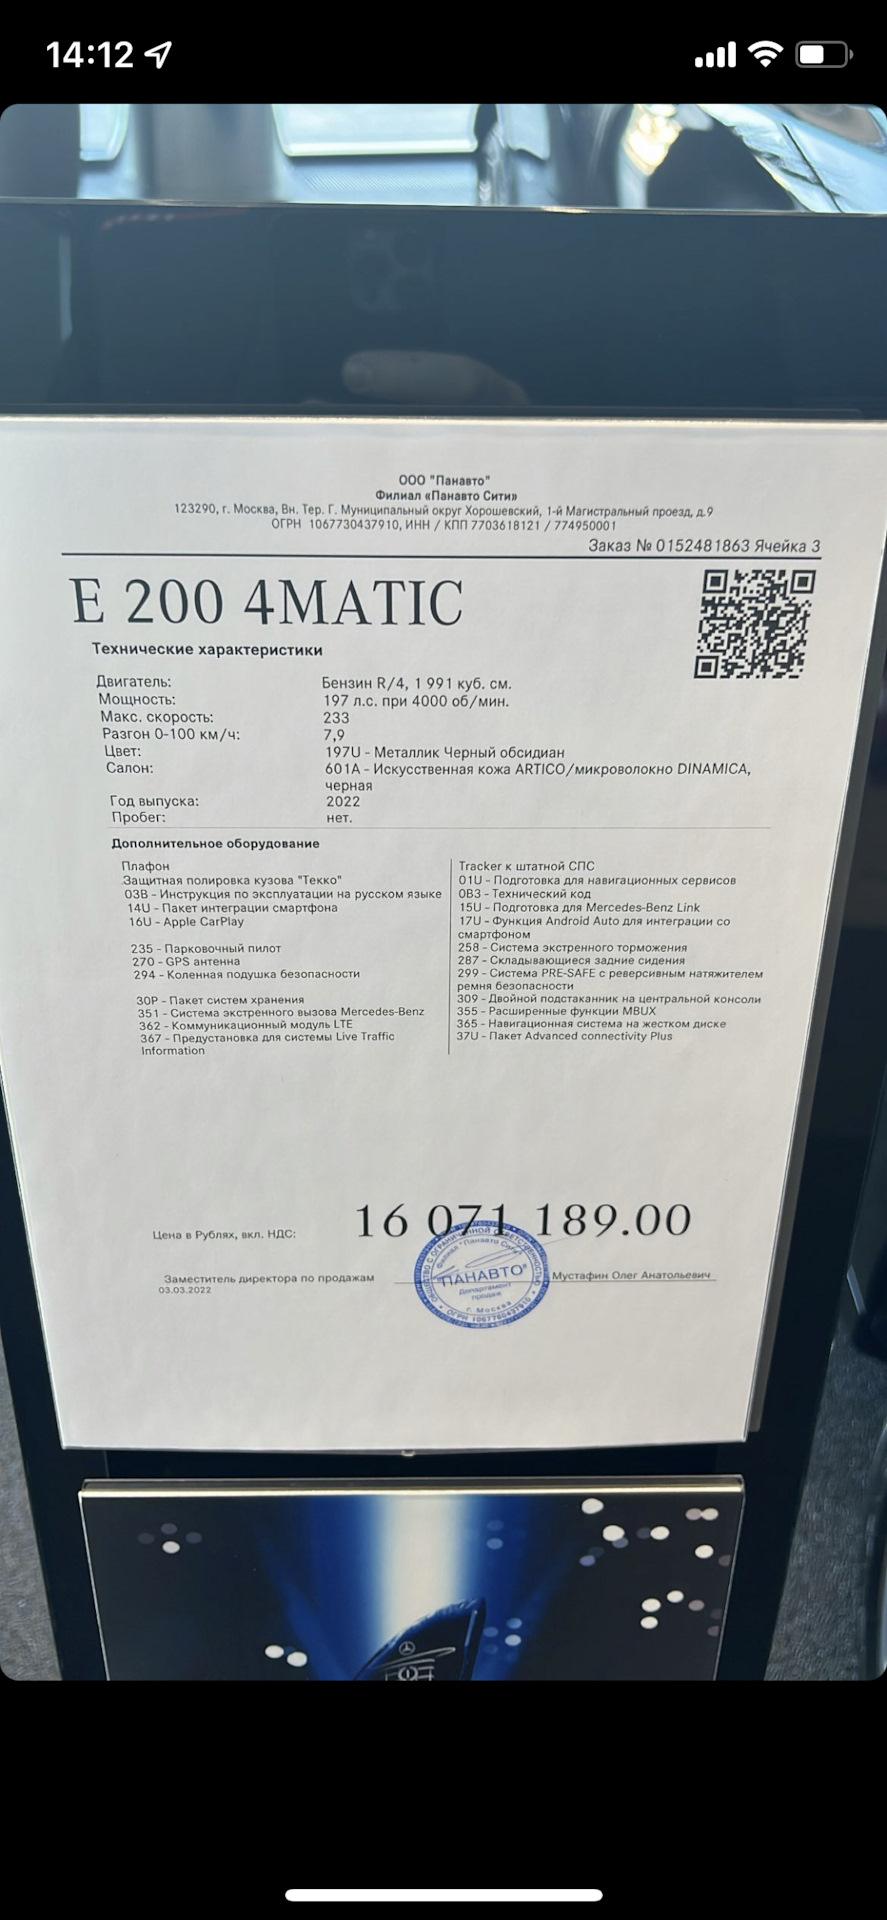 14:12
ООО "Панавто"
Филиал «Панавто Сити»
123290, г. Москва, Вн. Тер. Г. Муниципальный округ Хорошевский, 1-й Магистральный проезд, д.9
ОГРН 1067730437910, ИНН / КПП 7703618121 / 774950001
Заказ № 0152481863 Ячейка 3
E 200 4MATIC
Технические характеристики
Двигатель: Бензин R/4, 1 991 куб. см.
Мощность: 197 л.с. при 4000 об/мин.
Макс. скорость: 233
Разгон 0-100 км/ч: 7,9
Цвет: 197U - Металлик Черный обсидиан
Салон: 601A - Искусственная кожа ARTICO/микроволокно DINAMICA,
черная
Год выпуска: 2022
Пробег: нет.
Дополнительное оборудование
Плафон
Защитная полировка кузова "Текко"
03B - Инструкция по эксплуатации на русском языке
14U - Пакет интеграции смартфона
16U - Apple CarPlay
235 - Парковочный пилот
270 - GPS антенна
294 - Коленная подушка безопасности
30P - Пакет систем хранения
351 - Система экстренного вызова Mercedes-Benz
362 - Коммуникационный модуль LTE
367 - Предустановка для системы Live Traffic
Information
Tracker к штатной СПС
01U - Подготовка для навигационных сервисов
0B3 - Технический код
15U - Подготовка для Mercedes-Benz Link
17U - Функция Android Auto для интеграции со
смартфоном
258 - Система экстренного торможения
287 - Складывающиеся задние сидения
299 - Система PRE-SAFE с реверсивным натяжителем
ремня безопасности
309 - Двойной подстаканник на центральной консоли
355 - Расширенные функции MBUX
365 - Навигационная система на жестком диске
37U - Пакет Advanced connectivity Plus
Цена в Рублях, вкл. НДС: 16 071 189.00
Заместитель директора по продажам Мустафин Олег Анатольевич
03.03.2022
Филиал "Панавто Сити"
"ПАНАВТО"
Департамент
продаж
г. Москва